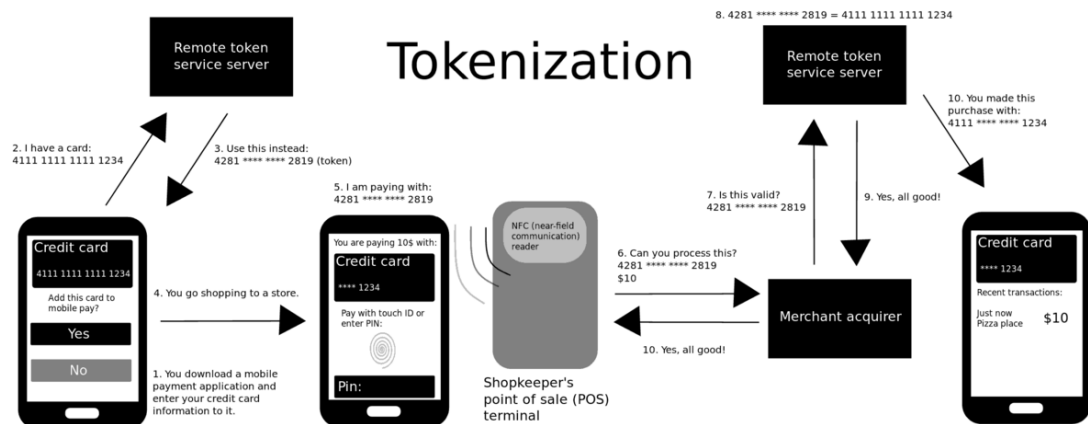 Tokenization
Remote token
service server
2. I have a card:
4111 1111 1111 1234
3. Use this instead:
4281 **** **** 2819 (token)
Credit card
4111 1111 1111 1234
Add this card to
mobile pay?
Yes
No
1. You download a mobile
payment application and
enter your credit card
information to it.
4. You go shopping to a store.
5. I am paying with:
4281 **** **** 2819
You are paying 10$ with:
Credit card
**** 1234
Pay with touch ID or
enter PIN:
Pin:
NFC (near-field
communication)
reader
Shopkeeper's
point of sale (POS)
terminal
6. Can you process this?
4281 **** **** 2819
$10
10. Yes, all good!
Merchant acquirer
7. Is this valid?
4281 **** **** 2819
8. 4281 **** **** 2819 = 4111 1111 1111 1234
Remote token
service server
9. Yes, all good!
10. You made this
purchase with:
4111 **** **** 1234
Credit card
**** 1234
Recent transactions:
Just now
Pizza place
$10